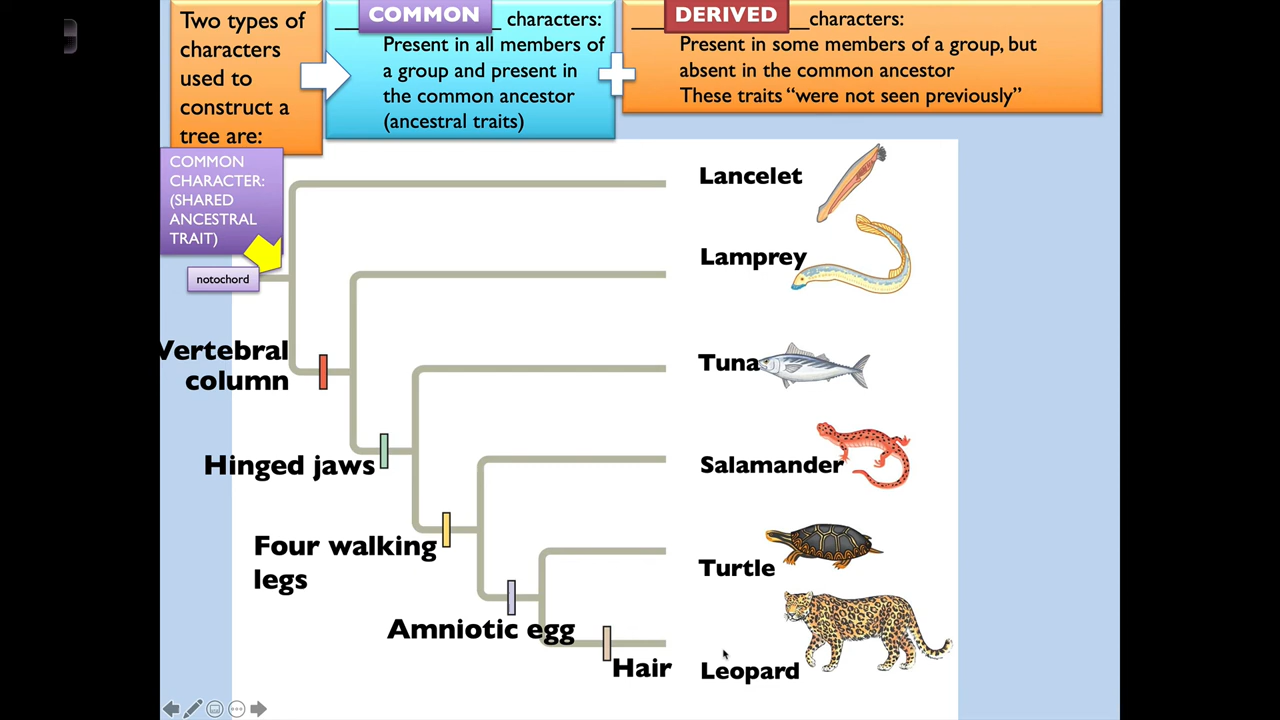 Two types of
characters
used to
construct a
tree are:
__COMMON_ characters:
Present in all members of
a group and present in
the common ancestor
(ancestral traits)
___DERIVED__characters:
Present in some members of a group, but
absent in the common ancestor
These traits “were not seen previously”
COMMON
CHARACTER:
(SHARED
ANCESTRAL
TRAIT)
notochord
Lancelet
Lamprey
Vertebral
column
Tuna
Hinged jaws
Salamander
Four walking
legs
Turtle
Amniotic egg
Hair
Leopard